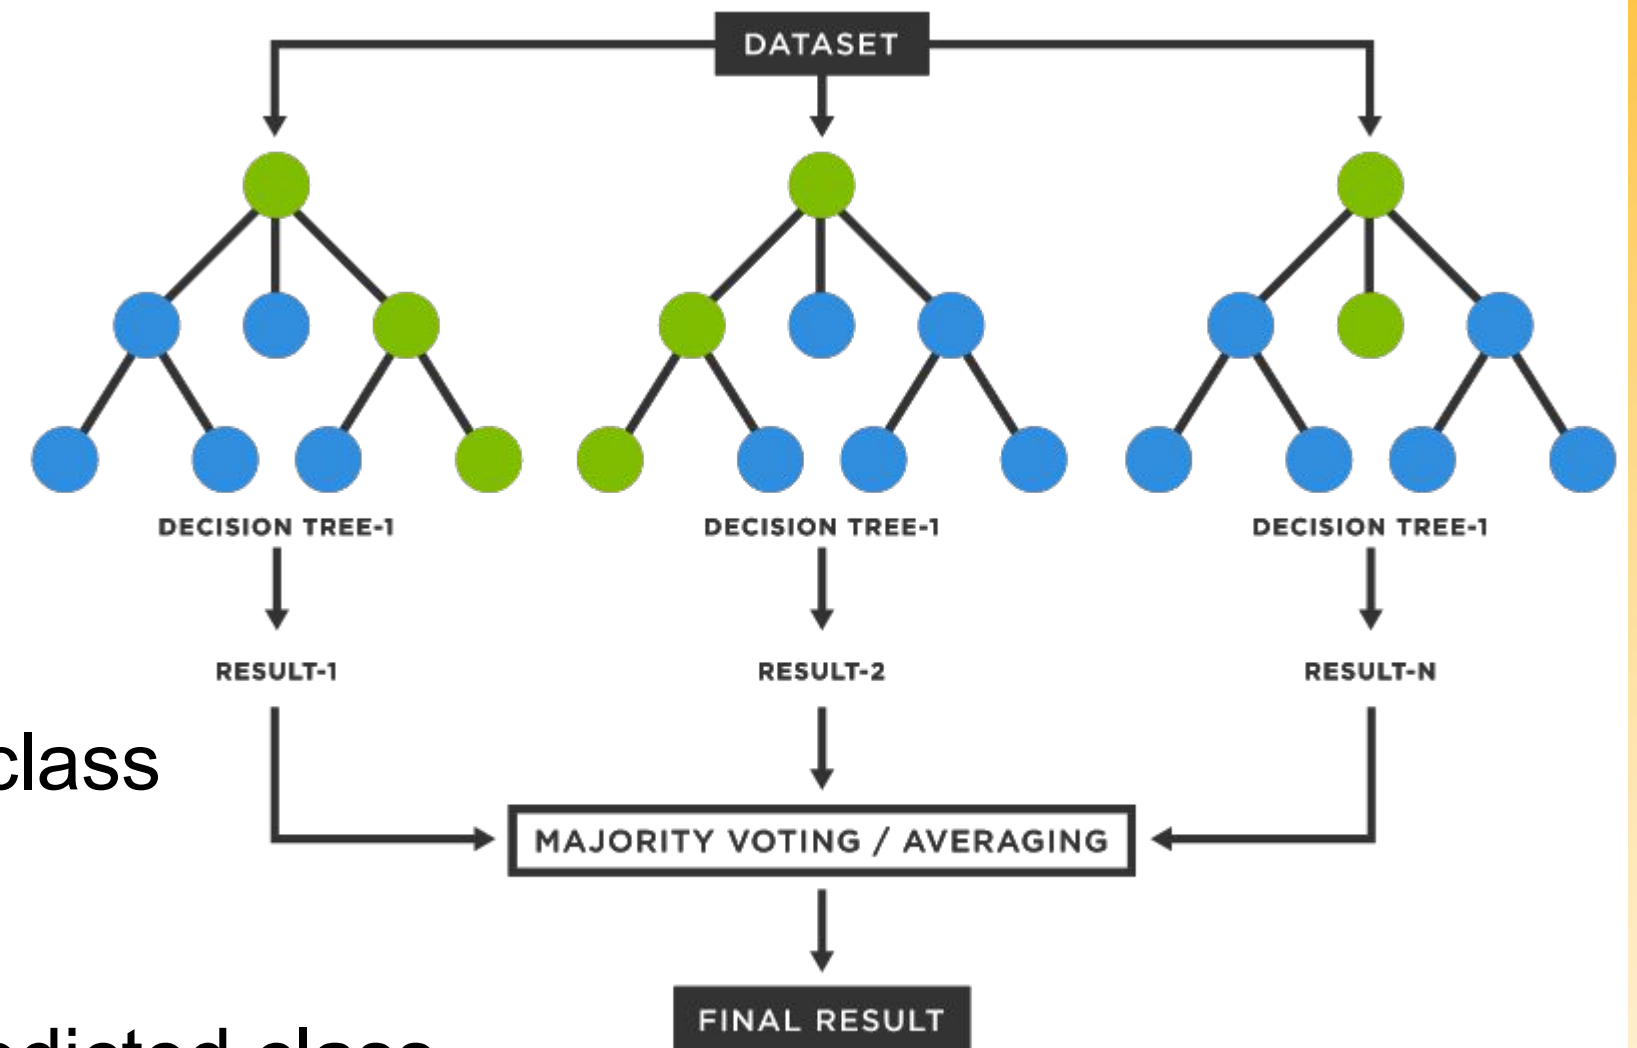 DATASET
DECISION TREE-1 DECISION TREE-1 DECISION TREE-1
RESULT-1 RESULT-2 RESULT-N
class
MAJORITY VOTING / AVERAGING
FINAL RESULT
class